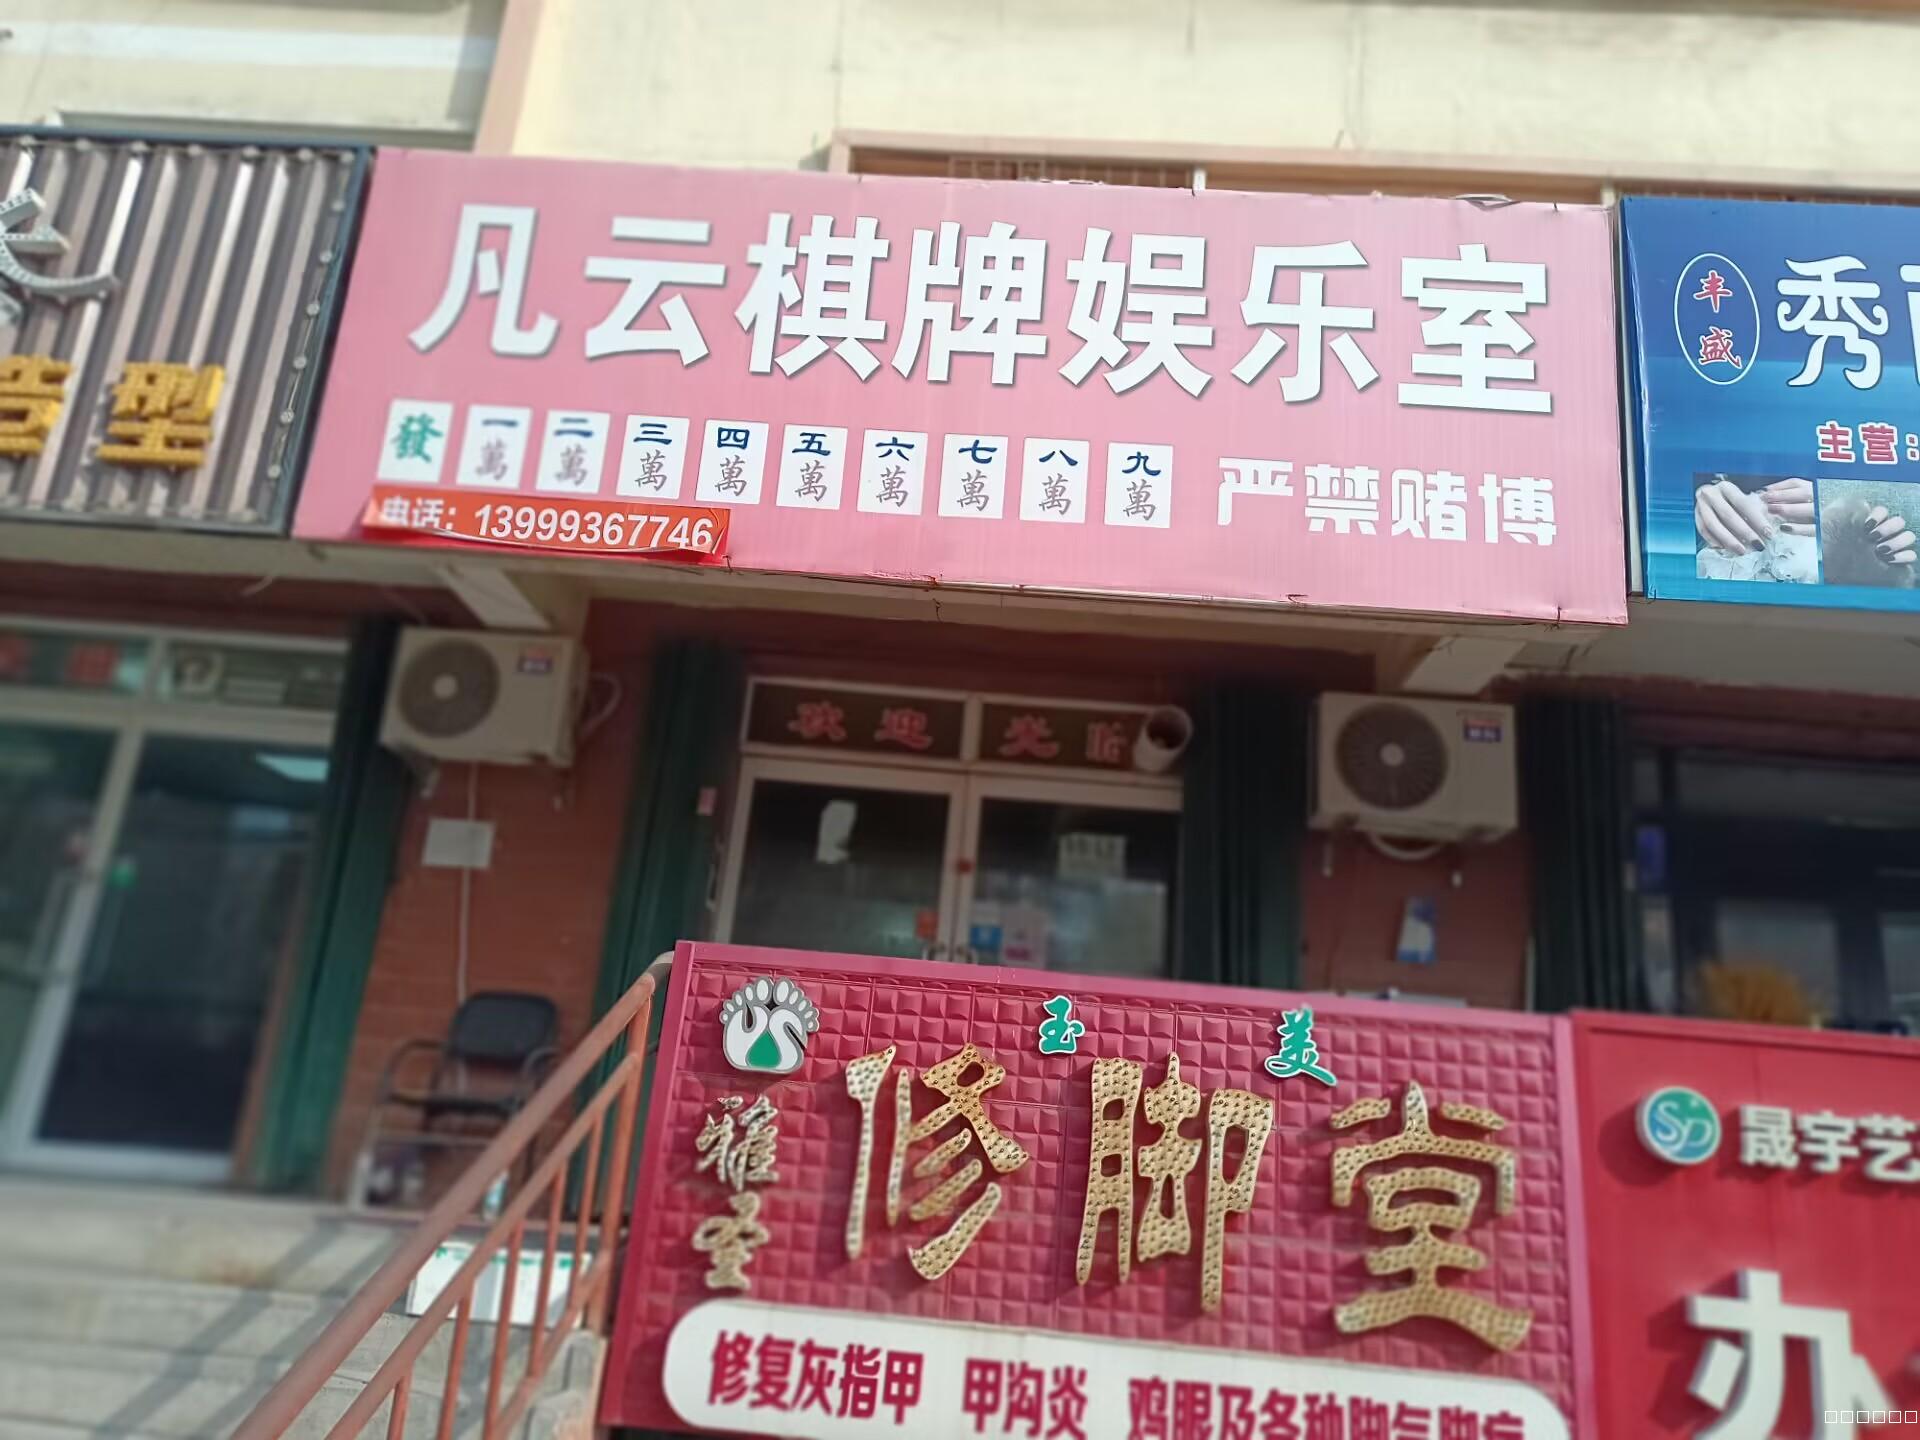 造型
凡云棋牌娱乐室
發 一萬 二萬 三萬 四萬 五萬 六萬 七萬 八萬 九萬 严禁赌博
电话：13999367746
丰盛
秀
主营：
欢迎光临
玉美
雅圣
修脚堂
修复灰指甲 甲沟炎 鸡眼及各种脚气脚病
晟宇艺
办